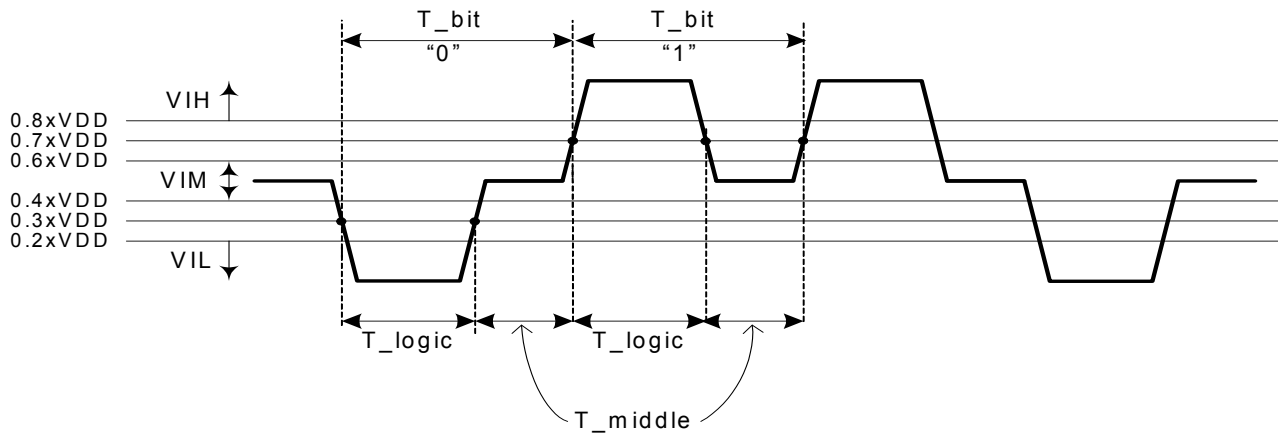 T_bit T_bit
“0” “1”
VIH
0.8xVDD
0.7xVDD
0.6xVDD
VIM
0.4xVDD
0.3xVDD
0.2xVDD
VIL
T_logic T_logic
T_middle